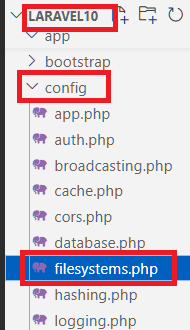 LARAVEL10
app
bootstrap
config
app.php
auth.php
broadcasting.php
cache.php
cors.php
database.php
filesystems.php
hashing.php
logging.php